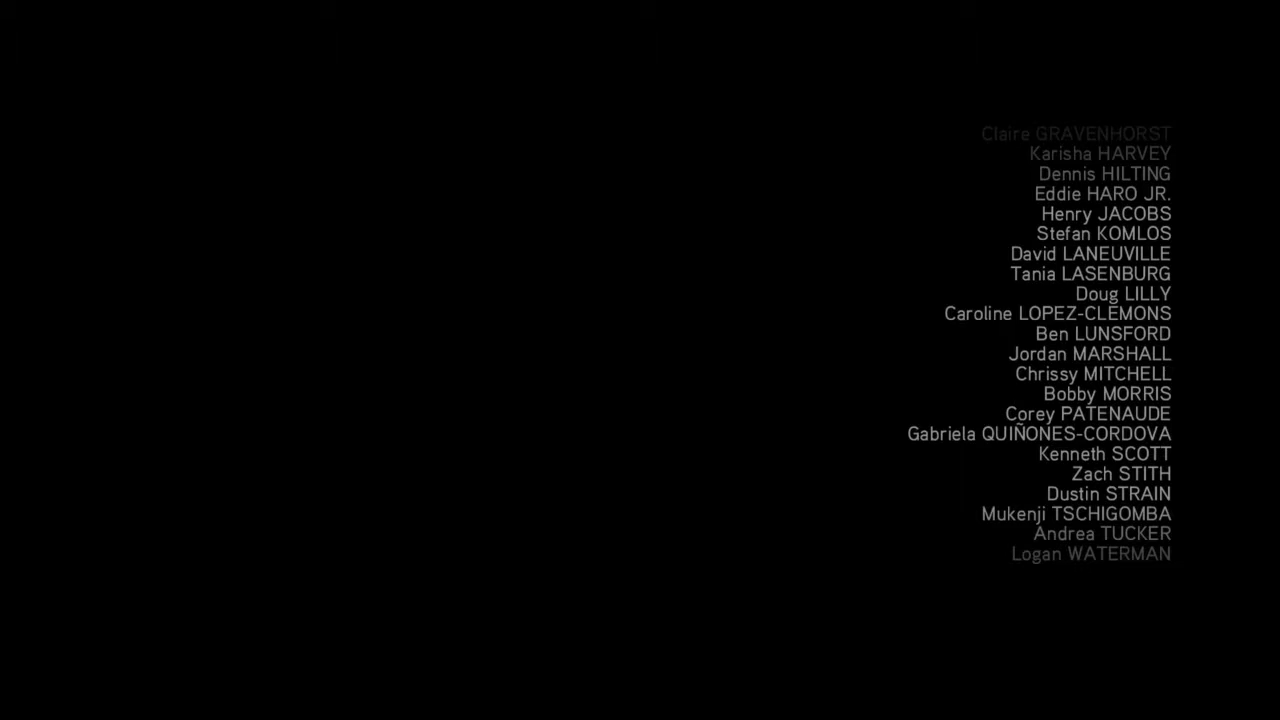 Claire GRAVENHORST
Karisha HARVEY
Dennis HILTING
Eddie HARO JR.
Henry JACOBS
Stefan KOMLOS
David LANEUVILLE
Tania LASENBURG
Doug LILLY
Caroline LOPEZ-CLEMONS
Ben LUNSFORD
Jordan MARSHALL
Chrissy MITCHELL
Bobby MORRIS
Corey PATENAUDE
Gabriela QUIÑONES-CORDOVA
Kenneth SCOTT
Zach STITH
Dustin STRAIN
Mukenji TSCHIGOMBA
Andrea TUCKER
Logan WATERMAN